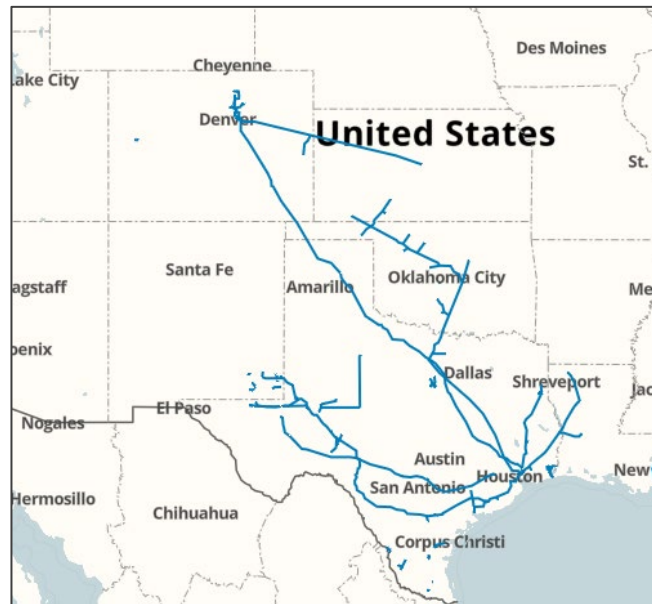 Des Moines
Cheyenne
ake City
Denver
United States
St.
Santa Fe
Amarillo
Oklahoma City
agstaff
Me
oenix
Dallas
Shreveport
Jac
El Paso
Nogales
Austin
Houston
New
San Antonio
Hermosillo
Chihuahua
Corpus Christi